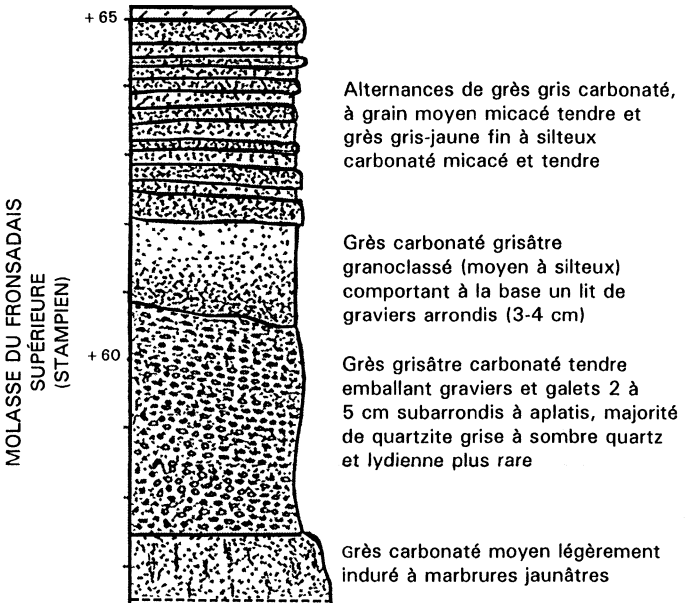 + 65
Alternances de grès gris carbonaté,
à grain moyen micacé tendre et
grès gris-jaune fin à silteux
carbonaté micacé et tendre
MOLASSE DU FRONSADAIS
SUPÉRIEURE
(STAMPIEN)
Grès carbonaté grisâtre
granoclassé (moyen à silteux)
comportant à la base un lit de
graviers arrondis (3-4 cm)
+ 60
Grès grisâtre carbonaté tendre
emballant graviers et galets 2 à
5 cm subarrondis à aplatis, majorité
de quartzite grise à sombre quartz
et lydienne plus rare
Grès carbonaté moyen légèrement
induré à marbrures jaunâtres